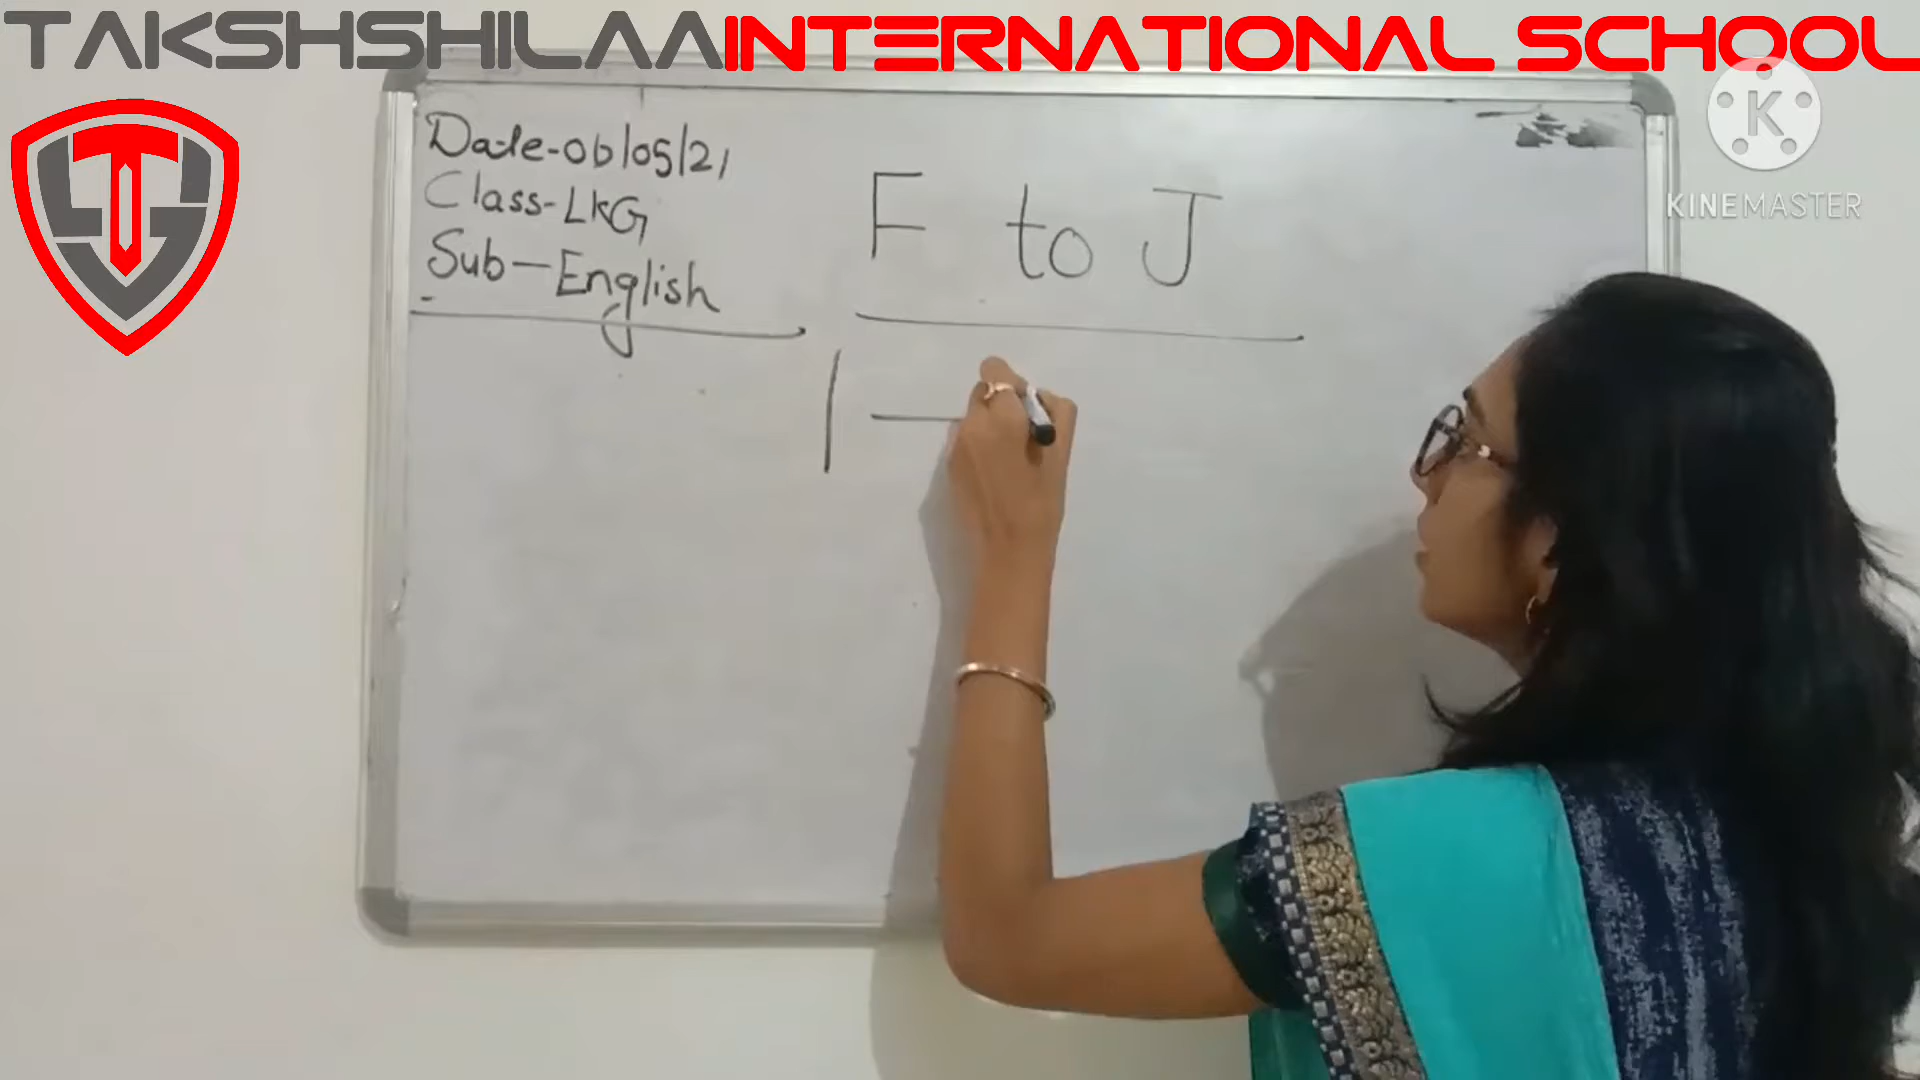 TAKSHSHILAA INTERNATIONAL SCHOOL
Date-06/05/21
Class-LKG
Sub-English
F to J
K
KINEMASTER